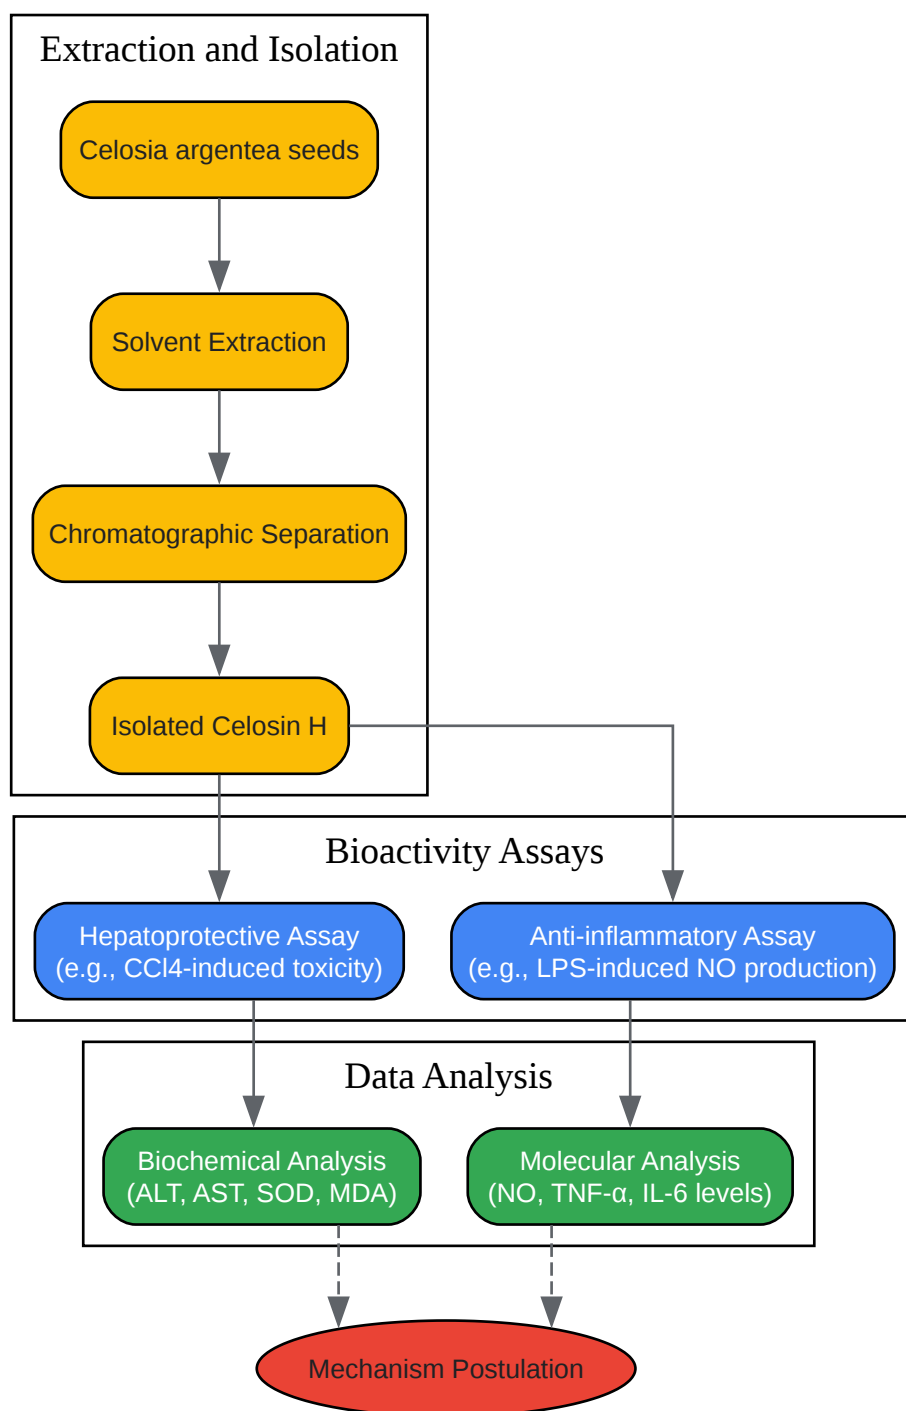 Extraction and Isolation
Celosia argentea seeds
Solvent Extraction
Chromatographic Separation
Isolated Celosin H
Bioactivity Assays
Hepatoprotective Assay
(e.g., CCl4-induced toxicity)
Anti-inflammatory Assay
(e.g., LPS-induced NO production)
Data Analysis
Biochemical Analysis
(ALT, AST, SOD, MDA)
Molecular Analysis
(NO, TNF-α, IL-6 levels)
Mechanism Postulation